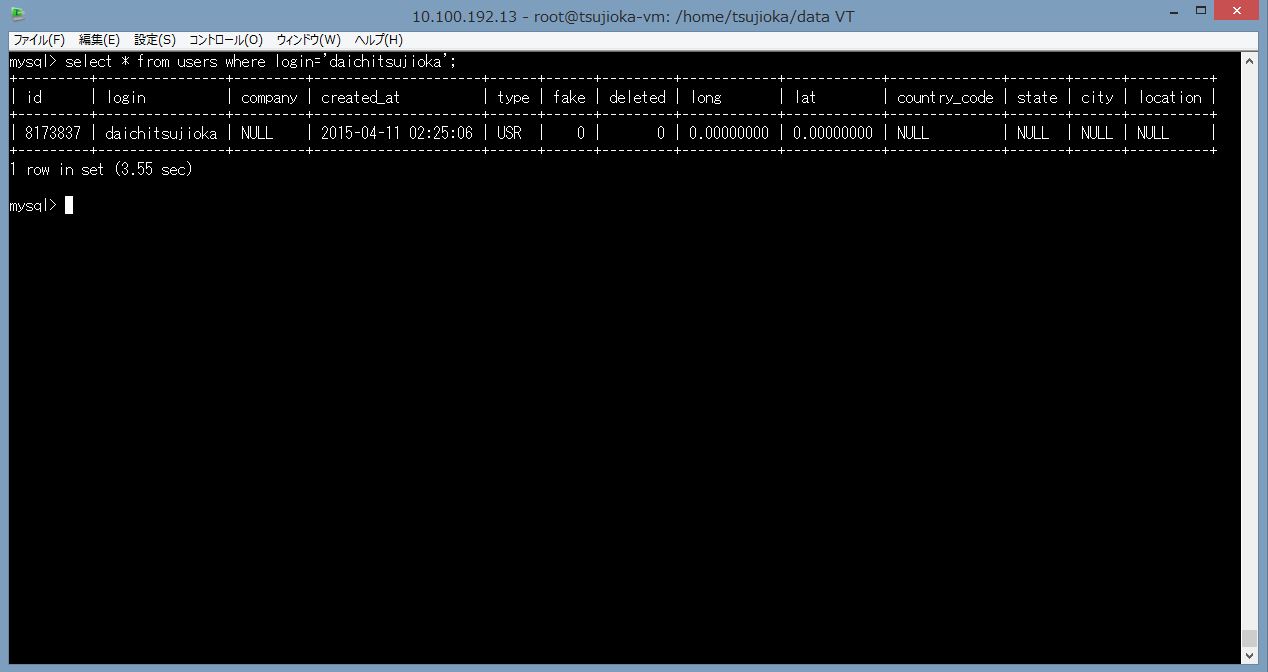 10.100.192.13 - root@tsujioka-vm: /home/tsujioka/data VT
ファイル(F) 編集(E) 設定(S) コントロール(O) ウィンドウ(W) ヘルプ(H)
mysql> select * from users where login='daichitsujioka';
+---------+----------------+---------+---------------------+------+------+---------+------------+------------+--------------+-------+------+----------+
| id      | login          | company | created_at          | type | fake | deleted | long       | lat        | country_code | state | city | location |
+---------+----------------+---------+---------------------+------+------+---------+------------+------------+--------------+-------+------+----------+
| 8173837 | daichitsujioka | NULL    | 2015-04-11 02:25:06 | USR  |    0 |       0 | 0.00000000 | 0.00000000 | NULL         | NULL  | NULL | NULL     |
+---------+----------------+---------+---------------------+------+------+---------+------------+------------+--------------+-------+------+----------+
1 row in set (3.55 sec)
mysql>